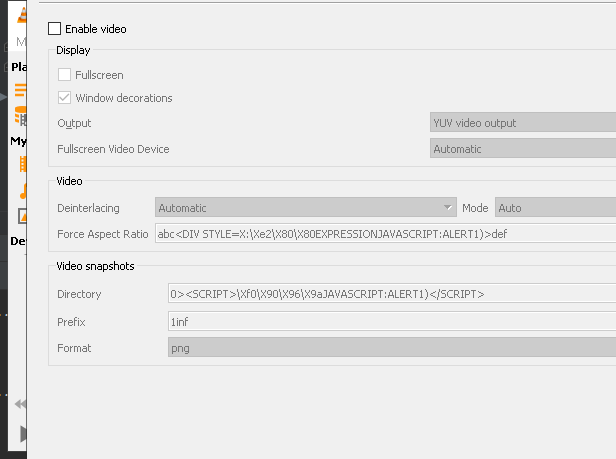 Enable video
Display
Fullscreen
Window decorations
Output YUV video output
Fullscreen Video Device Automatic
Video
Deinterlacing Automatic Mode Auto
Force Aspect Ratio abc<DIV STYLE=X:\Xe2\X80\X80EXPRESSIONJAVASCRIPT:ALERT1)>def
Video snapshots
Directory 0><SCRIPT>\Xf0\X90\X96\X9aJAVASCRIPT:ALERT1)</SCRIPT>
Prefix 1inf
Format png
M
Pla
My
De